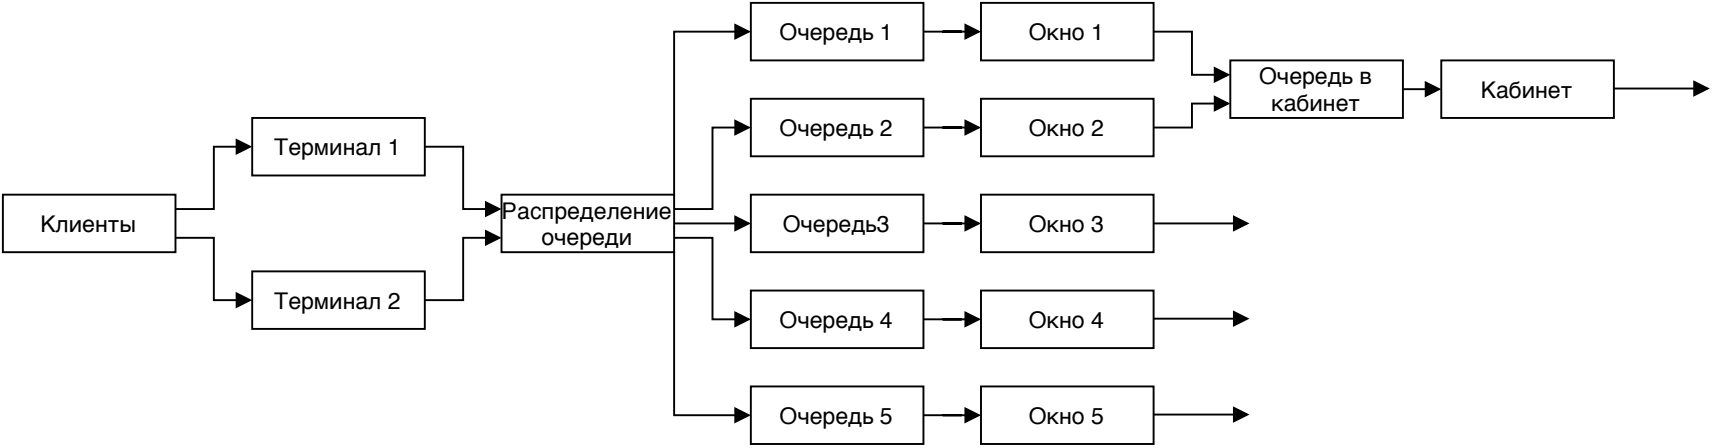 Клиенты
Терминал 1
Терминал 2
Распределение
очереди
Очередь 1
Окно 1
Очередь 2
Окно 2
Очередь3
Окно 3
Очередь 4
Окно 4
Очередь 5
Окно 5
Очередь в
кабинет
Кабинет